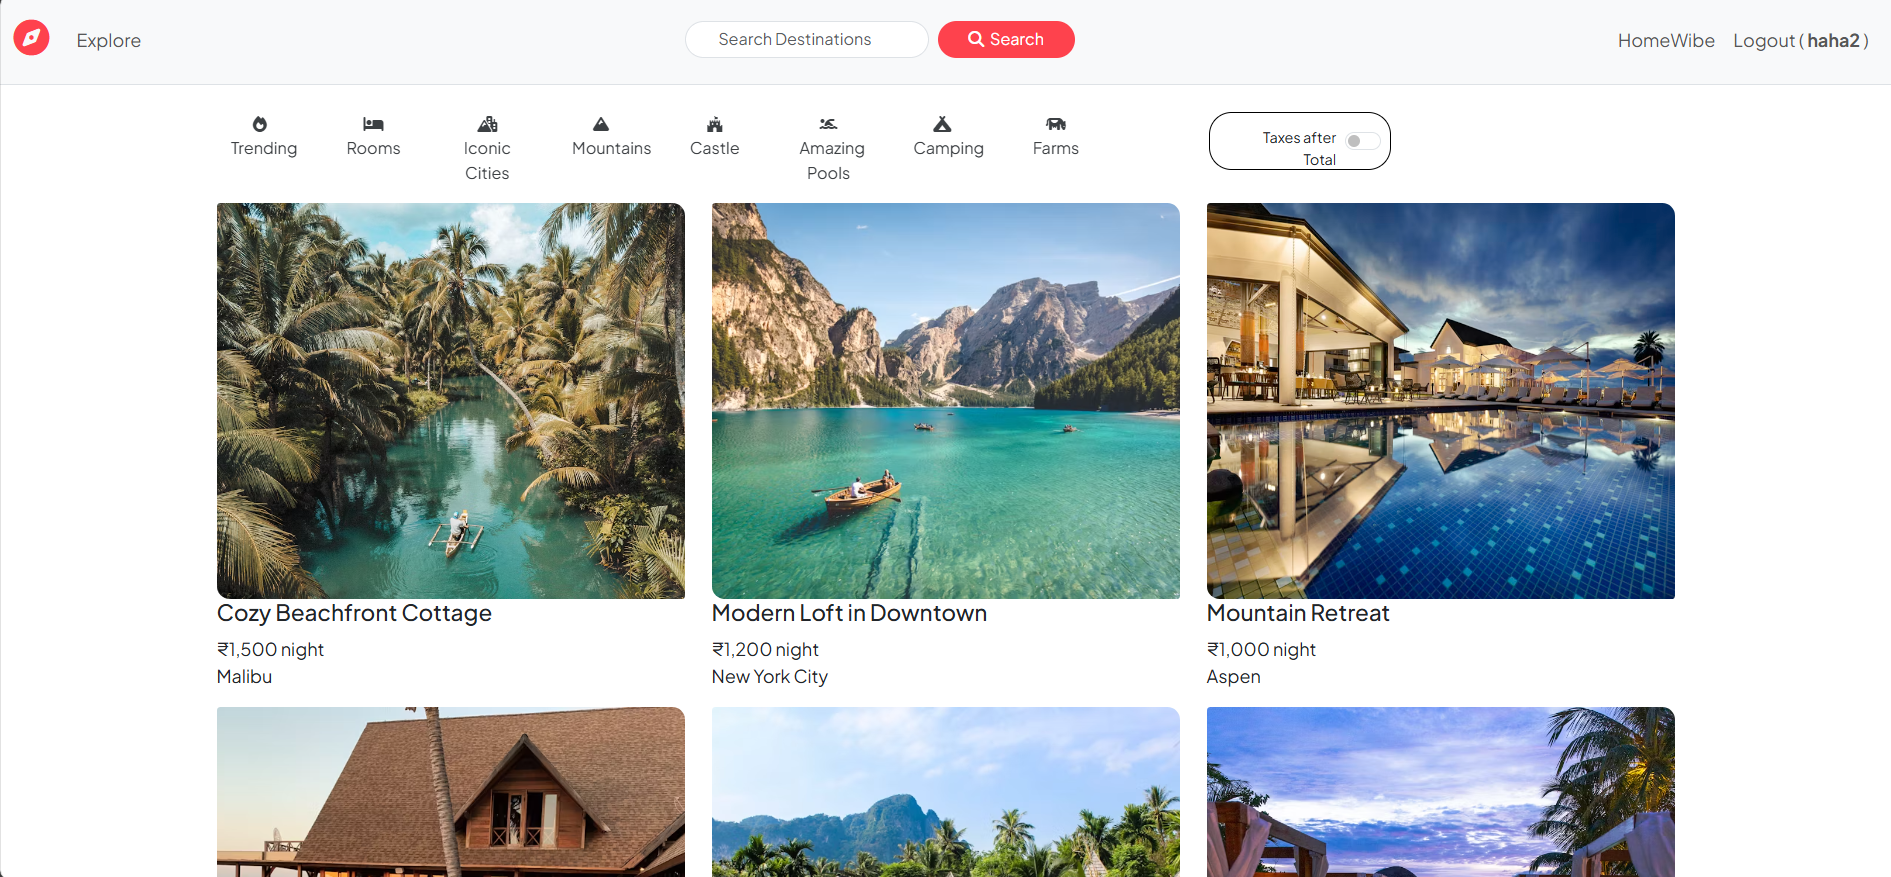 Explore
Search Destinations
Search
HomeWibe
Logout ( haha2 )
Trending
Rooms
Iconic
Cities
Mountains
Castle
Amazing
Pools
Camping
Farms
Taxes after
Total
Cozy Beachfront Cottage
₹1,500 night
Malibu
Modern Loft in Downtown
₹1,200 night
New York City
Mountain Retreat
₹1,000 night
Aspen